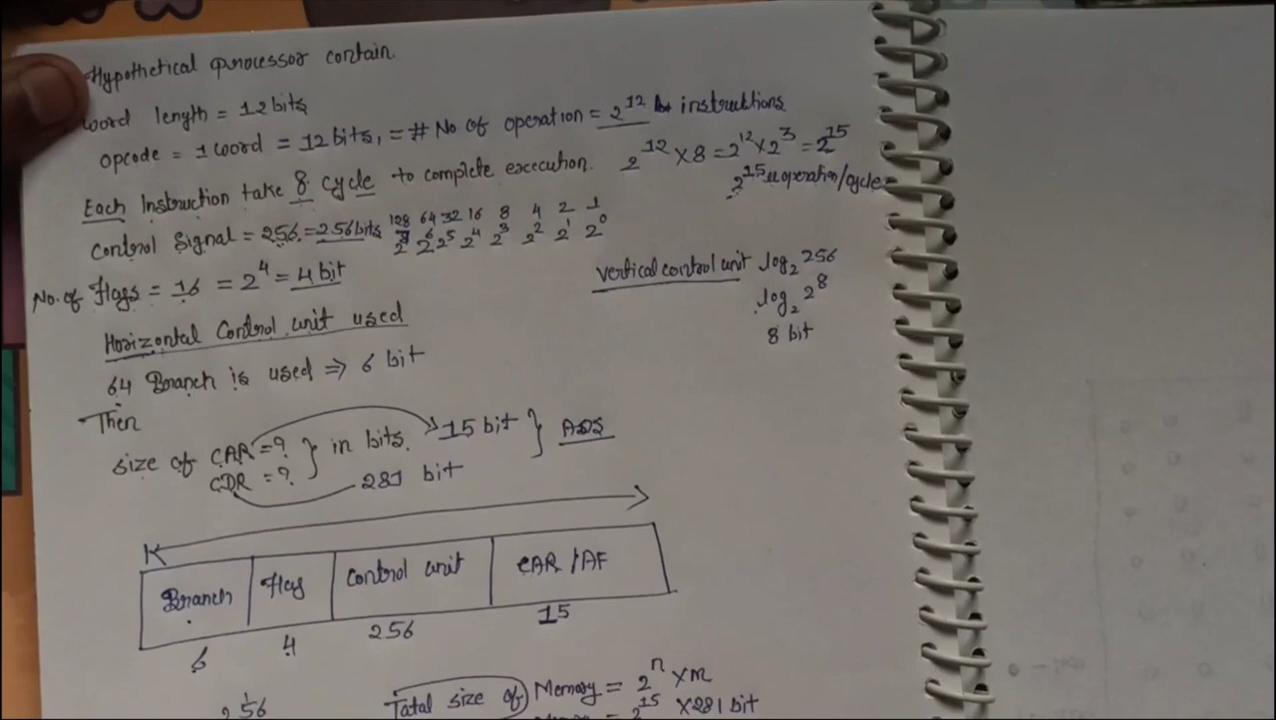 Hypothetical processor contain.
word length = 12 bits
opcode = 1 word = 12 bits, = # No of operation = 2^12 instructions
Each Instruction take 8 cycle to complete execution.
2^12 × 8 = 2^12 × 2^3 = 2^15
2^15 u operation/cycle
Control Signal = 256 = 256 bits
128 64 32 16 8 4 2 1
2^7 2^6 2^5 2^4 2^3 2^2 2^1 2^0
No. of Flags = 16 = 2^4 = 4 bit
Vertical control unit log₂ 256
log₂ 2^8
8 bit
Horizontal Control unit used
64 Branch is used ⇒ 6 bit
Then
size of CAR = ? } in bits. 15 bit } Ans
CDR = ? 281 bit
Branch Flag Control unit CAR / AF
6 4 256 15
256
Total size of Memory = 2^n × m
= 2^15 × 281 bit